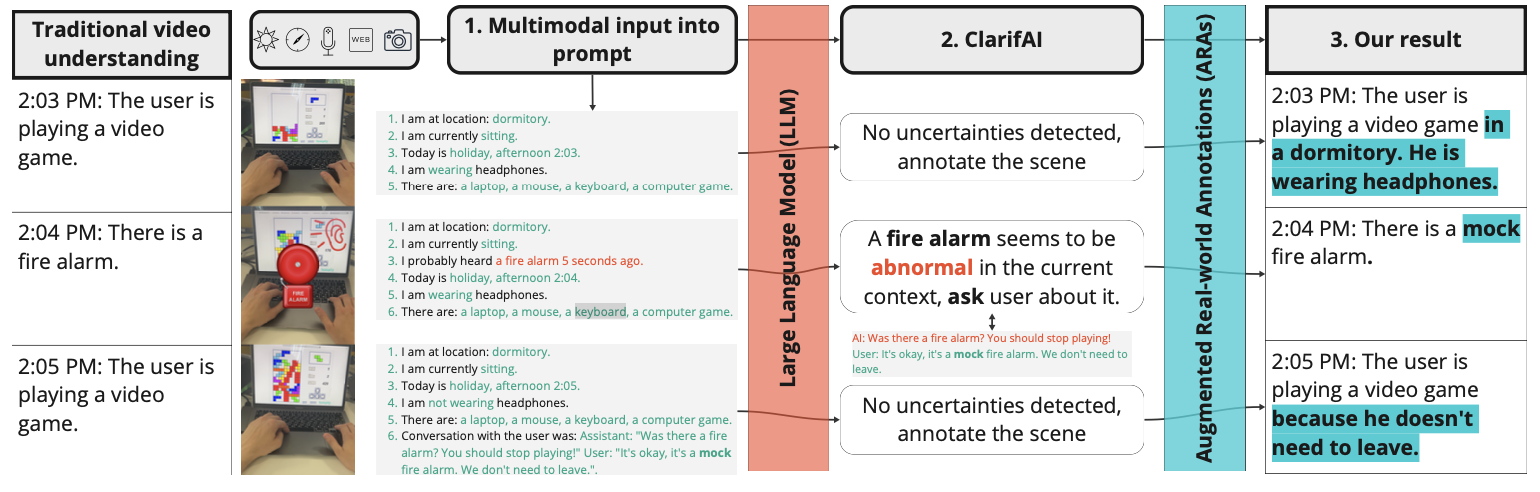 Traditional video
understanding
WEB
1. Multimodal input into
prompt
2. ClarifAI
3. Our result
2:03 PM: The user is
playing a video
game.
1. I am at location: dormitory.
2. I am currently sitting.
3. Today is holiday, afternoon 2:03.
4. I am wearing headphones.
5. There are: a laptop, a mouse, a keyboard, a computer game.
Large Language Model (LLM)
No uncertainties detected,
annotate the scene
Augmented Real-world Annotations (ARAs)
2:03 PM: The user is
playing a video game in
a dormitory. He is
wearing headphones.
2:04 PM: There is a
fire alarm.
FIRE
ALARM
1. I am at location: dormitory.
2. I am currently sitting.
3. I probably heard a fire alarm 5 seconds ago.
4. Today is holiday, afternoon 2:04.
5. I am wearing headphones.
6. There are: a laptop, a mouse, a keyboard, a computer game.
A fire alarm seems to be
abnormal in the current
context, ask user about it.
AI: Was there a fire alarm? You should stop playing!
User: It's okay, it's a mock fire alarm. We don't need to
leave.
2:04 PM: There is a mock
fire alarm.
2:05 PM: The user is
playing a video
game.
1. I am at location: dormitory.
2. I am currently sitting.
3. Today is holiday, afternoon 2:05.
4. I am not wearing headphones.
5. There are: a laptop, a mouse, a keyboard, a computer game.
6. Conversation with the user was: Assistant: "Was there a fire
alarm? You should stop playing!" User: "It's okay, it's a mock
fire alarm. We don't need to leave.".
No uncertainties detected,
annotate the scene
2:05 PM: The user is
playing a video game
because he doesn't
need to leave.